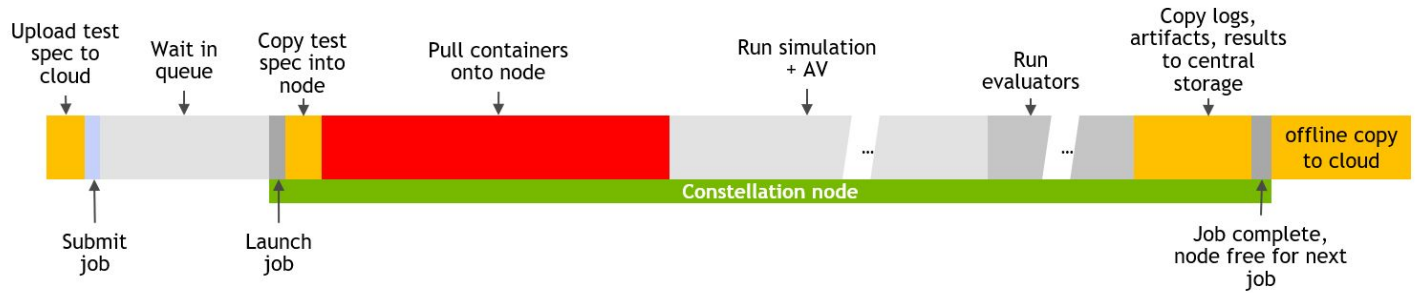 Upload test
spec to
cloud
Wait in
queue
Copy test
spec into
node
Pull containers
onto node
Run simulation
+ AV
Run
evaluators
Copy logs,
artifacts, results
to central
storage
...
...
offline copy
to cloud
Constellation node
Submit
job
Launch
job
Job complete,
node free for next
job